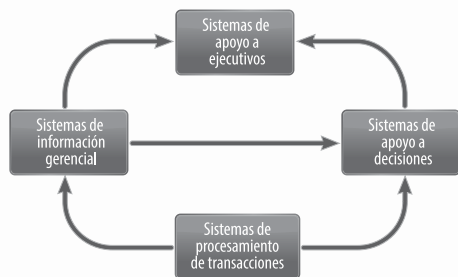 Sistemas de
apoyo a
ejecutivos
Sistemas de
información
gerencial
Sistemas de
apoyo a
decisiones
Sistemas de
procesamiento
de transacciones